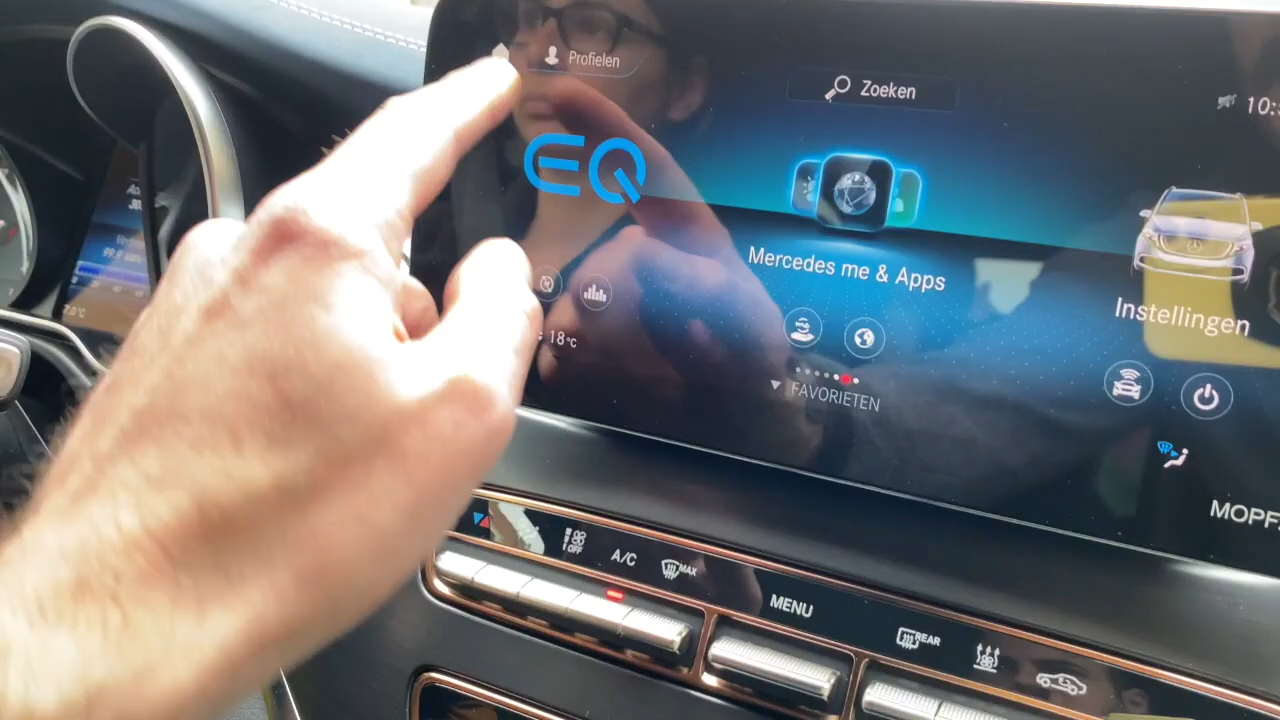 Profielen
Zoeken
10:
EQ
Mercedes me & Apps
Instellingen
18°C
FAVORIETEN
MOPF
OFF
A/C
MAX
MENU
REAR